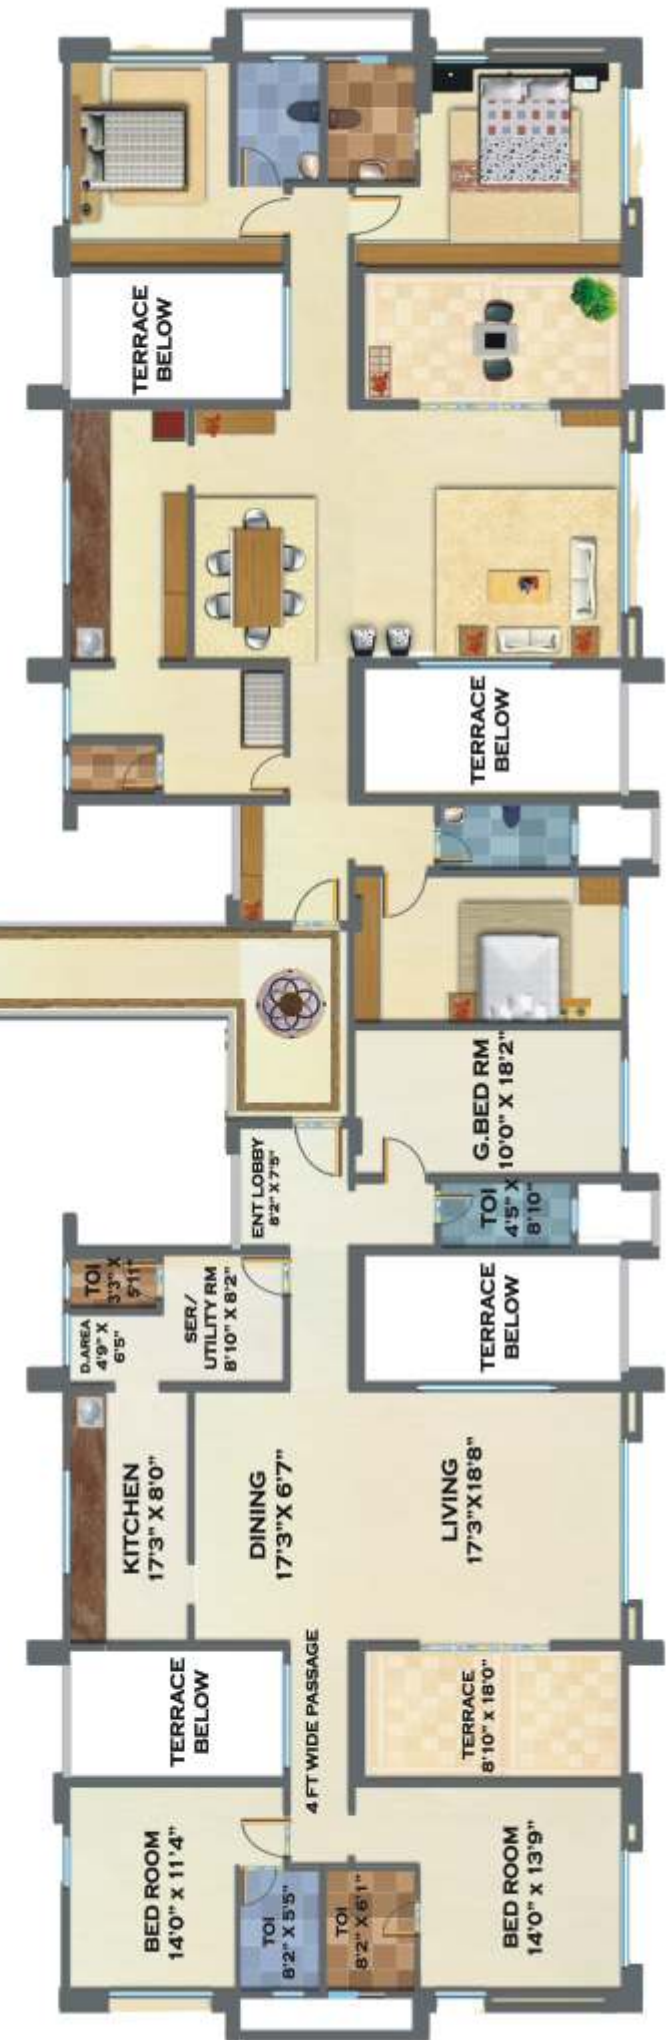 TERRACE
BELOW
TERRACE
BELOW
G.BED RM
10'0" X 18'2"
ENT LOBBY
8'2" X 7'5"
TOI
4'5" X
8'10"
TOI
3'3" X
5'11"
D.AREA
4'9" X
6'5"
SER/
UTILITY RM
8'10" X 8'2"
TERRACE
BELOW
KITCHEN
17'3" X 8'0"
DINING
17'3" X 6'7"
LIVING
17'3"X18'8"
TERRACE
BELOW
4 FT WIDE PASSAGE
TERRACE
8'10" X 18'0"
BED ROOM
14'0" X 11'4"
TOI
8'2" X 5'5"
TOI
8'2" X 6'1"
BED ROOM
14'0" X 13'9"